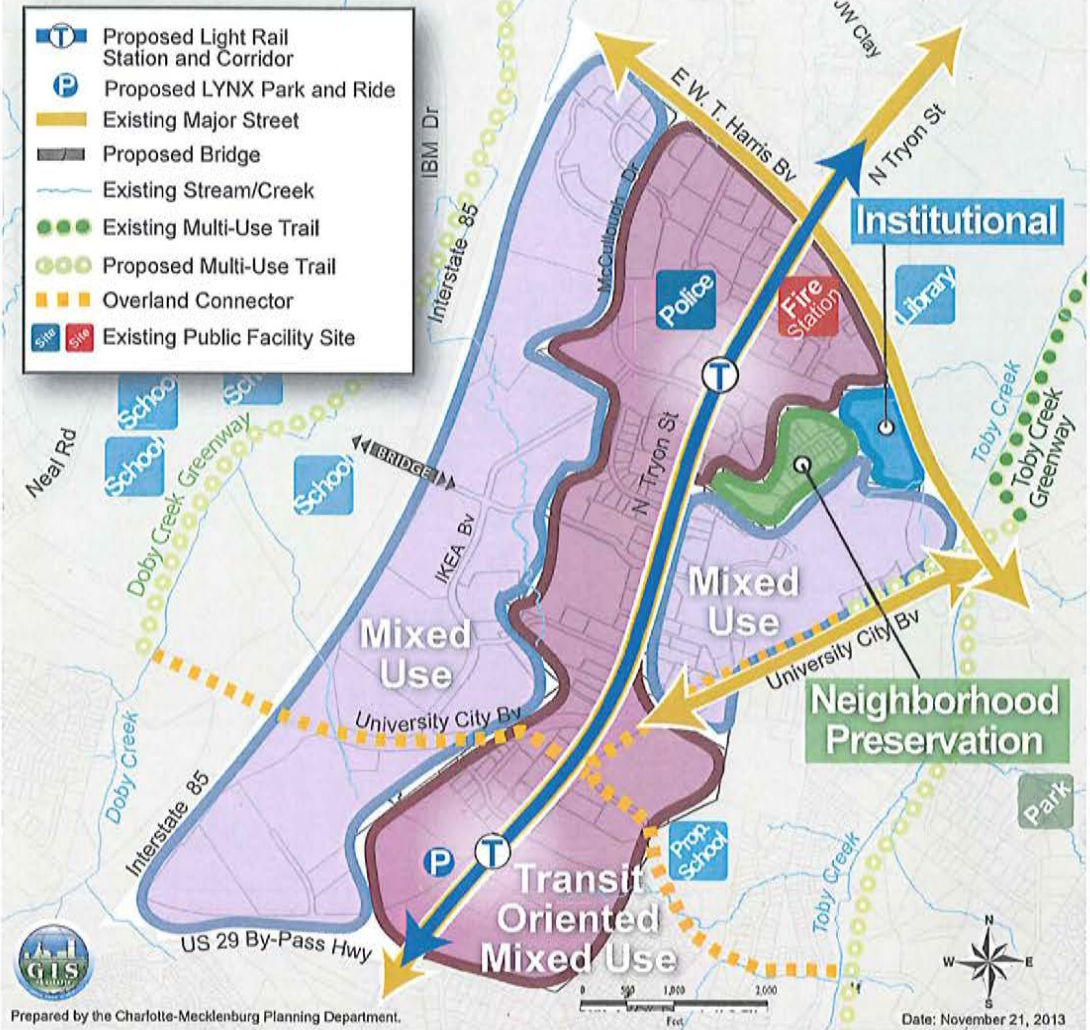 Proposed Light Rail
Station and Corridor
Proposed LYNX Park and Ride
Existing Major Street
Proposed Bridge
Existing Stream/Creek
Existing Multi-Use Trail
Proposed Multi-Use Trail
Overland Connector
Existing Public Facility Site
T
P
Site
Site
JW Clay
IBM Dr
E W. T. Harris Bv
N Tryon St
McCullough Dr
Interstate 85
Institutional
Police
Fire
Station
Library
T
Toby Creek
Toby Creek
Greenway
School
Sch
School
School
Neal Rd
Doby Creek Greenway
BRIDGE
N Tryon St
IKEA Bv
Mixed
Use
Mixed
Use
University City Bv
University City Bv
Neighborhood
Preservation
Doby Creek
Interstate 85
Park
Prop.
School
P
T
Transit
Oriented
Mixed Use
Toby Creek
US 29 By-Pass Hwy
GIS
N
W
E
S
0 500 1,000 2,000
Feet
Prepared by the Charlotte-Mecklenburg Planning Department.
Date: November 21, 2013